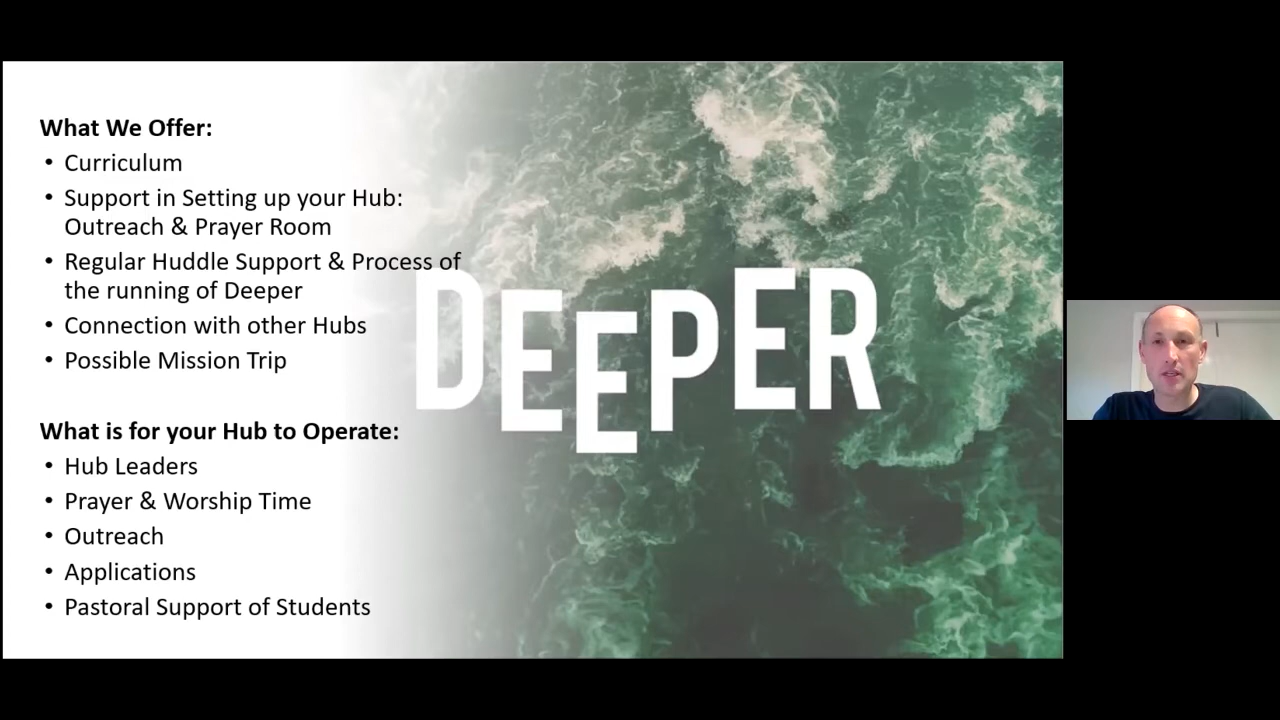 What We Offer:
• Curriculum
• Support in Setting up your Hub:
Outreach & Prayer Room
• Regular Huddle Support & Process of
the running of Deeper
• Connection with other Hubs
• Possible Mission Trip
What is for your Hub to Operate:
• Hub Leaders
• Prayer & Worship Time
• Outreach
• Applications
• Pastoral Support of Students
DEEPER